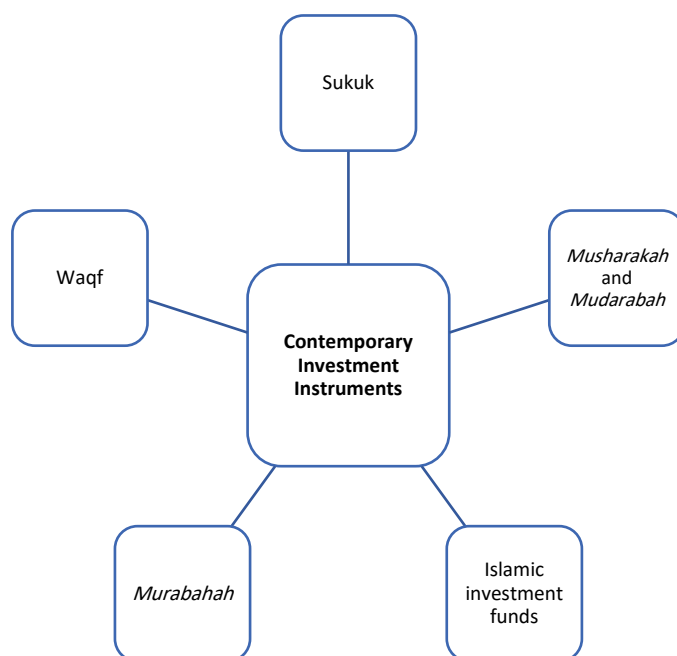 Sukuk
Waqf
Musharakah
and
Mudarabah
Contemporary
Investment
Instruments
Murabahah
Islamic
investment
funds